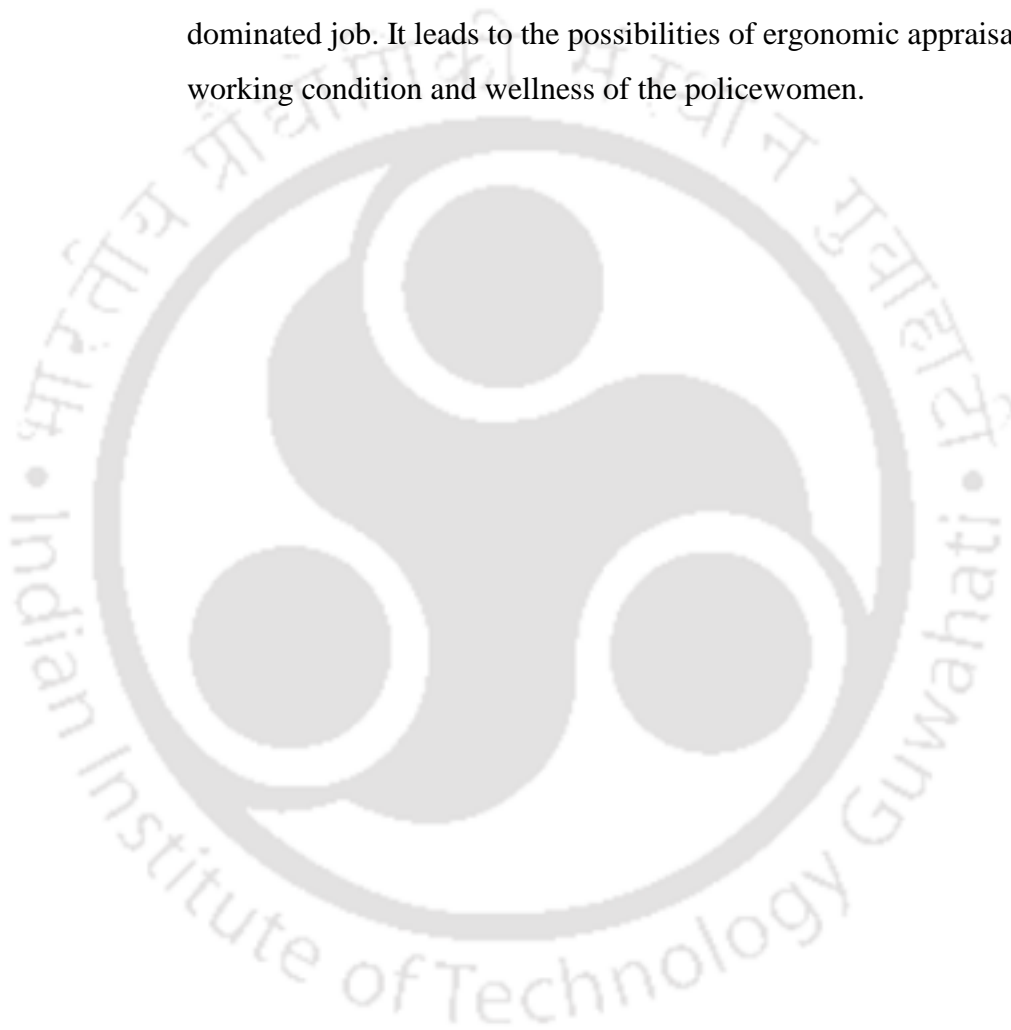 dominated job. It leads to the possibilities of ergonomic appraisa
working condition and wellness of the policewomen.
भारतीय प्रौद्योगिकी संस्थान गुवाहाटी
• Indian Institute of Technology Guwahati •